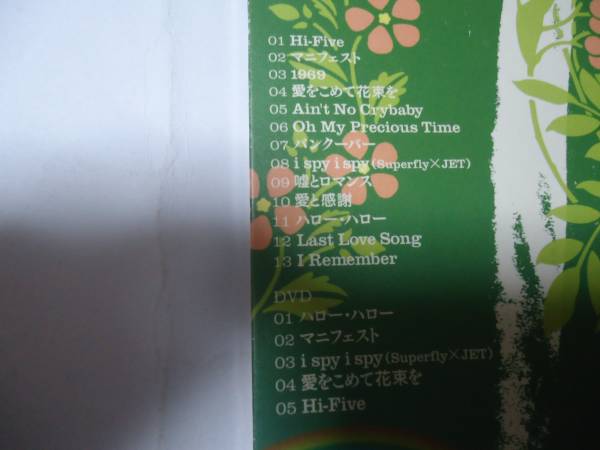 01 Hi-Five
02 マニフェスト
03 1969
04 愛をこめて花束を
05 Ain't No Crybaby
06 Oh My Precious Time
07 バンクーバー
08 i spy i spy (Superfly×JET)
09 嘘とロマンス
10 愛と感謝
11 ハロー・ハロー
12 Last Love Song
13 I Remember
DVD
01 ハロー・ハロー
02 マニフェスト
03 i spy i spy (Superfly×JET)
04 愛をこめて花束を
05 Hi-Five